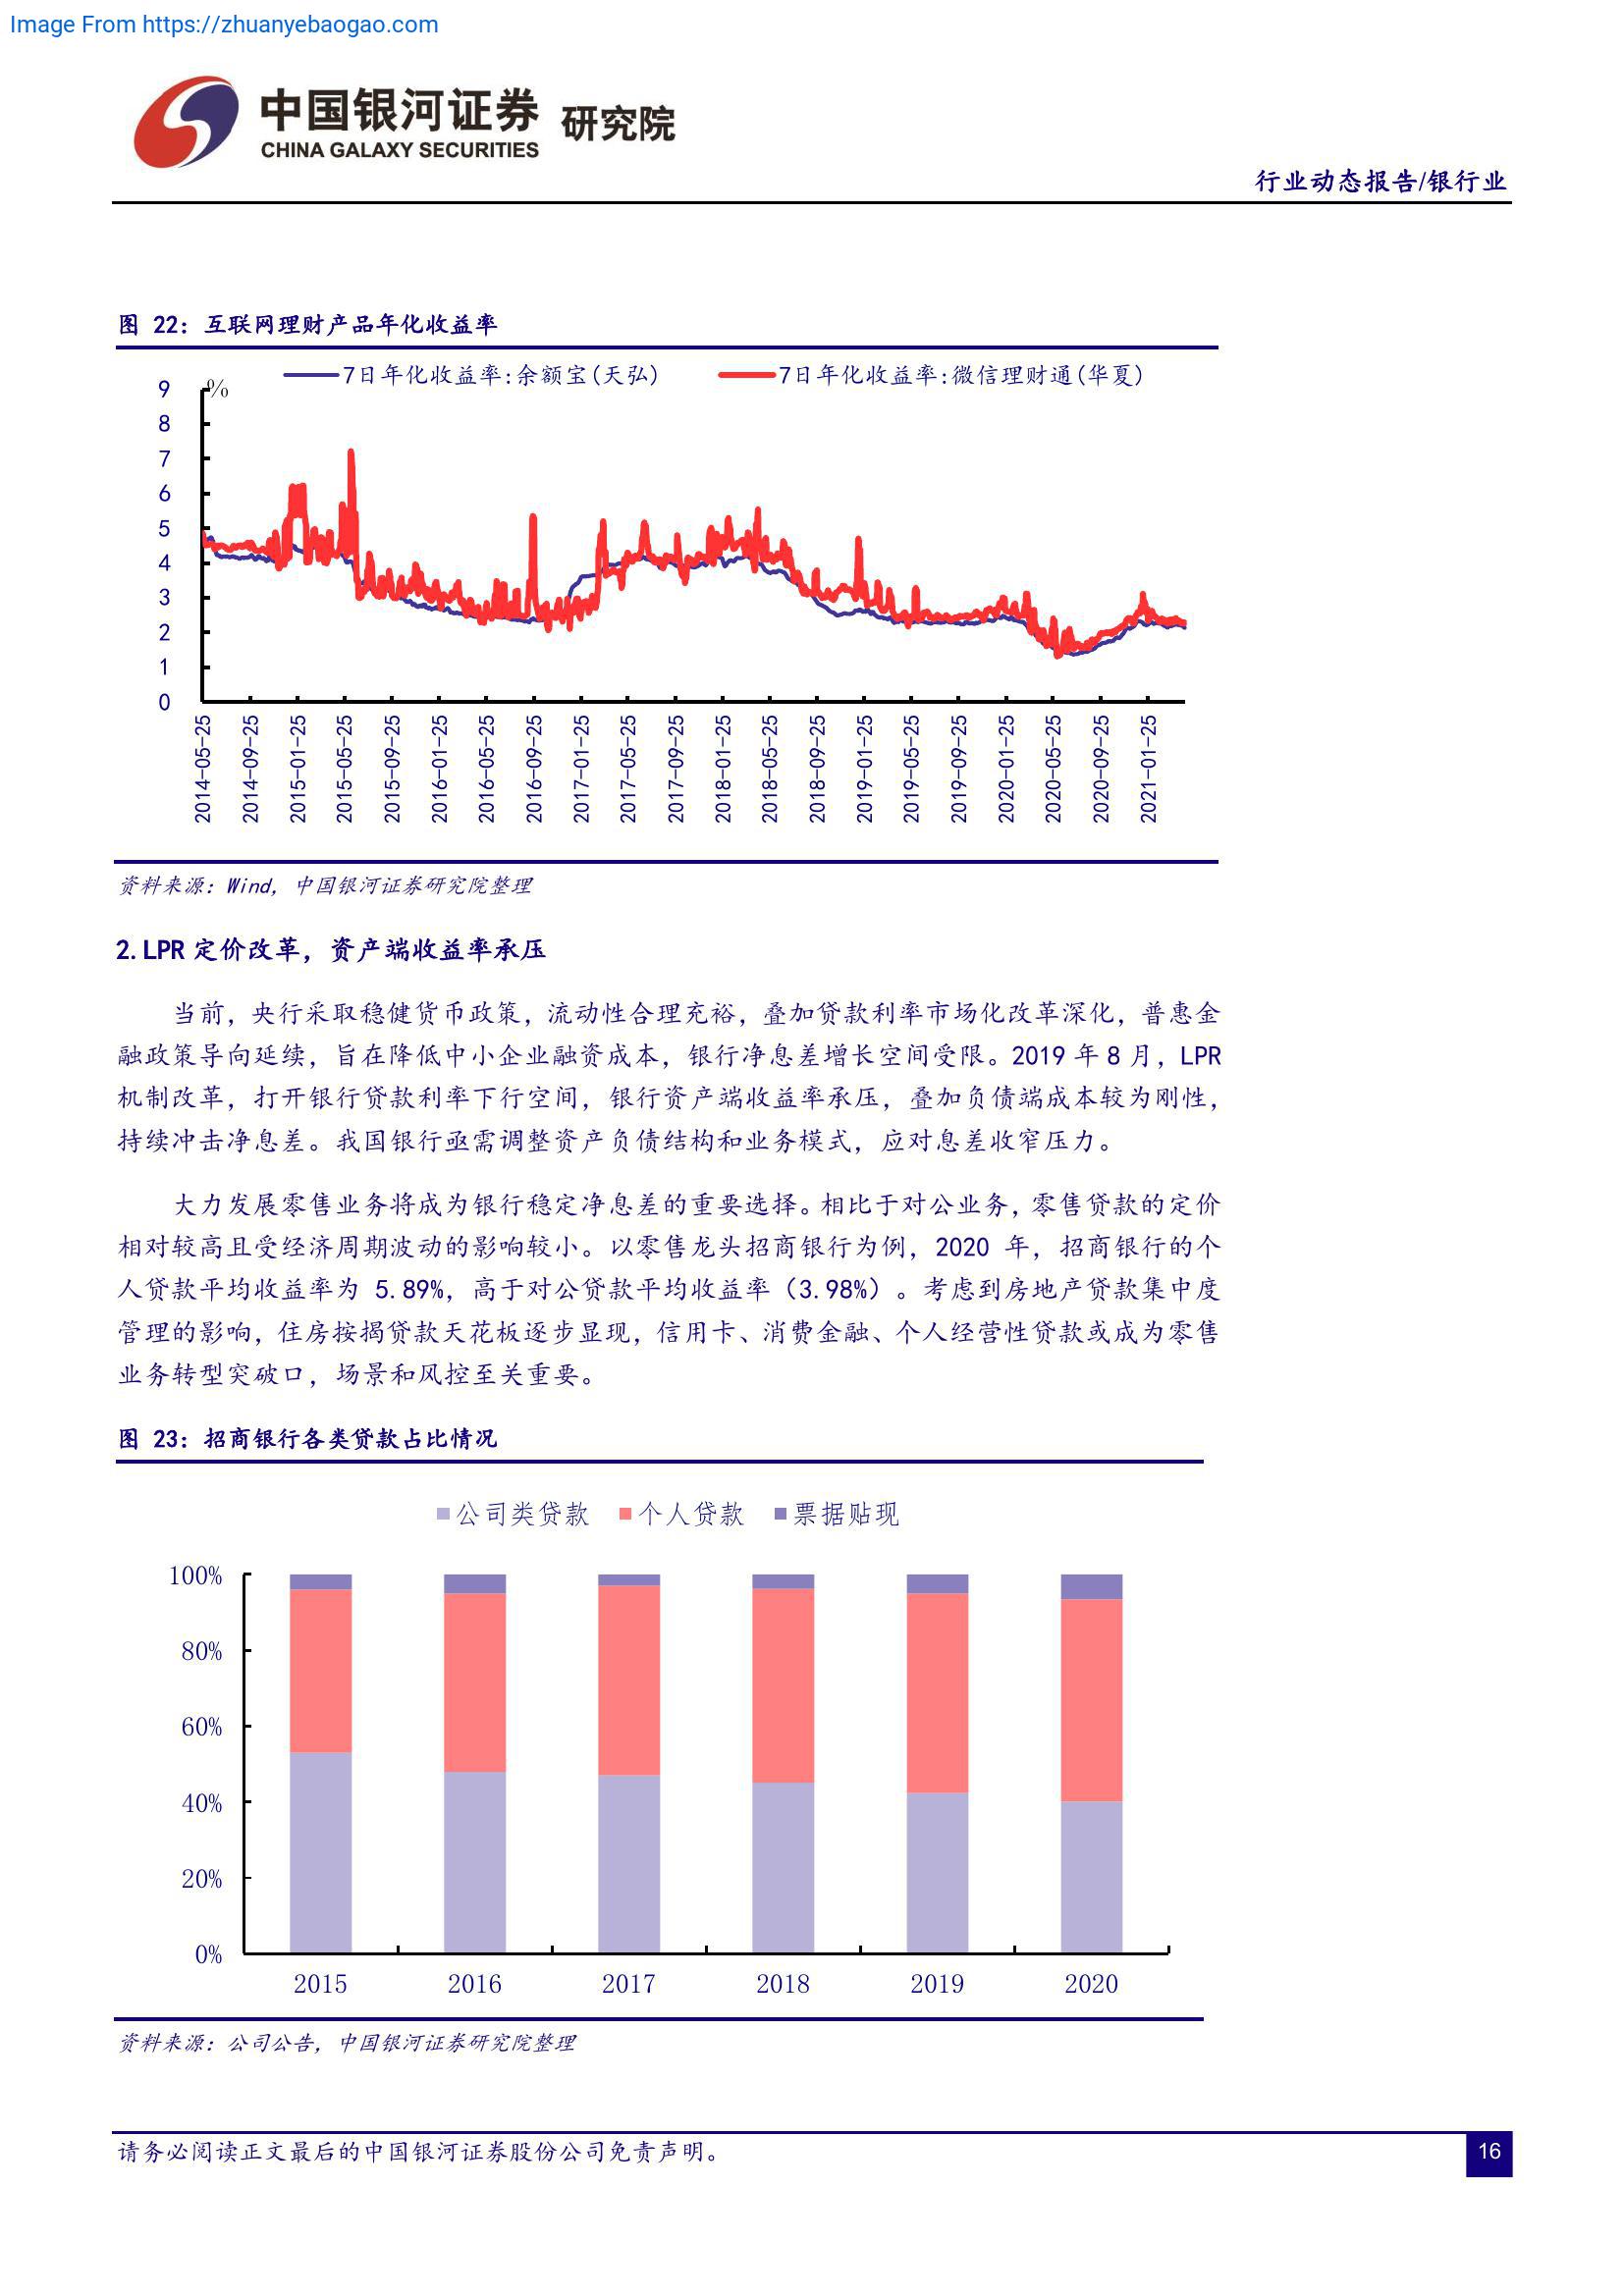 Image From https://zhuanyebaogao.com
中国银河证券 研究院
CHINA GALAXY SECURITIES
行业动态报告/银行业
图 22：互联网理财产品年化收益率
7日年化收益率:余额宝(天弘) 7日年化收益率:微信理财通(华夏)
%
9
8
7
6
5
4
3
2
1
0
2014-05-25 2014-09-25 2015-01-25 2015-05-25 2015-09-25 2016-01-25 2016-05-25 2016-09-25 2017-01-25 2017-05-25 2017-09-25 2018-01-25 2018-05-25 2018-09-25 2019-01-25 2019-05-25 2019-09-25 2020-01-25 2020-05-25 2020-09-25 2021-01-25
资料来源：Wind，中国银河证券研究院整理
2.LPR 定价改革，资产端收益率承压
当前，央行采取稳健货币政策，流动性合理充裕，叠加贷款利率市场化改革深化，普惠金
融政策导向延续，旨在降低中小企业融资成本，银行净息差增长空间受限。2019 年 8 月，LPR
机制改革，打开银行贷款利率下行空间，银行资产端收益率承压，叠加负债端成本较为刚性，
持续冲击净息差。我国银行亟需调整资产负债结构和业务模式，应对息差收窄压力。
大力发展零售业务将成为银行稳定净息差的重要选择。相比于对公业务，零售贷款的定价
相对较高且受经济周期波动的影响较小。以零售龙头招商银行为例，2020 年，招商银行的个
人贷款平均收益率为 5.89%，高于对公贷款平均收益率（3.98%）。考虑到房地产贷款集中度
管理的影响，住房按揭贷款天花板逐步显现，信用卡、消费金融、个人经营性贷款或成为零售
业务转型突破口，场景和风控至关重要。
图 23：招商银行各类贷款占比情况
公司类贷款 个人贷款 票据贴现
100%
80%
60%
40%
20%
0%
2015 2016 2017 2018 2019 2020
资料来源：公司公告，中国银河证券研究院整理
请务必阅读正文最后的中国银河证券股份公司免责声明。
16